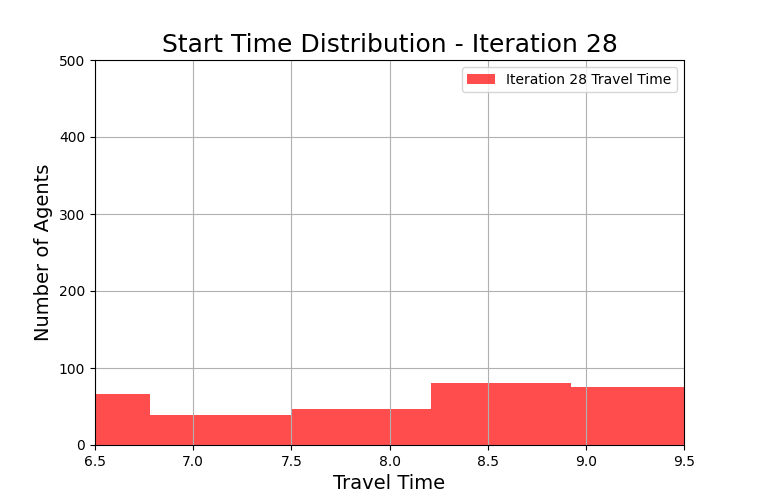 Start Time Distribution - Iteration 28
Iteration 28 Travel Time
500
400
300
200
100
0
Number of Agents
6.5 7.0 7.5 8.0 8.5 9.0 9.5
Travel Time